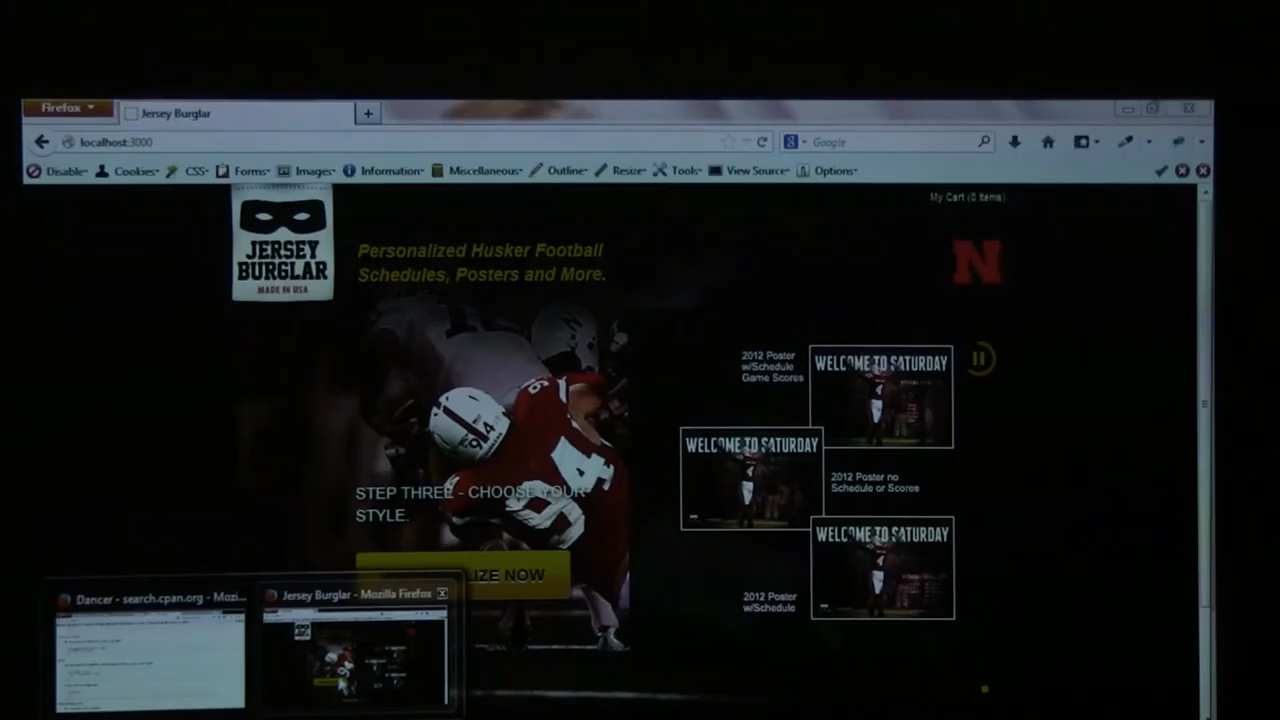 Firefox
Jersey Burglar
+
localhost:3000
Google
Disable
Cookies
CSS
Forms
Images
Information
Miscellaneous
Outline
Resize
Tools
View Source
Options
My Cart (0 Items)
JERSEY
BURGLAR
MADE IN USA
Personalized Husker Football
Schedules, Posters and More.
N
2012 Poster
w/Schedule
Game Scores
WELCOME TO SATURDAY
WELCOME TO SATURDAY
2012 Poster no
Schedule or Scores
WELCOME TO SATURDAY
2012 Poster
w/Schedule
94
94
STEP THREE - CHOOSE YOUR
STYLE.
IZE NOW
Dancer - search.cpan.org - Mozi...
Jersey Burglar - Mozilla Firefox